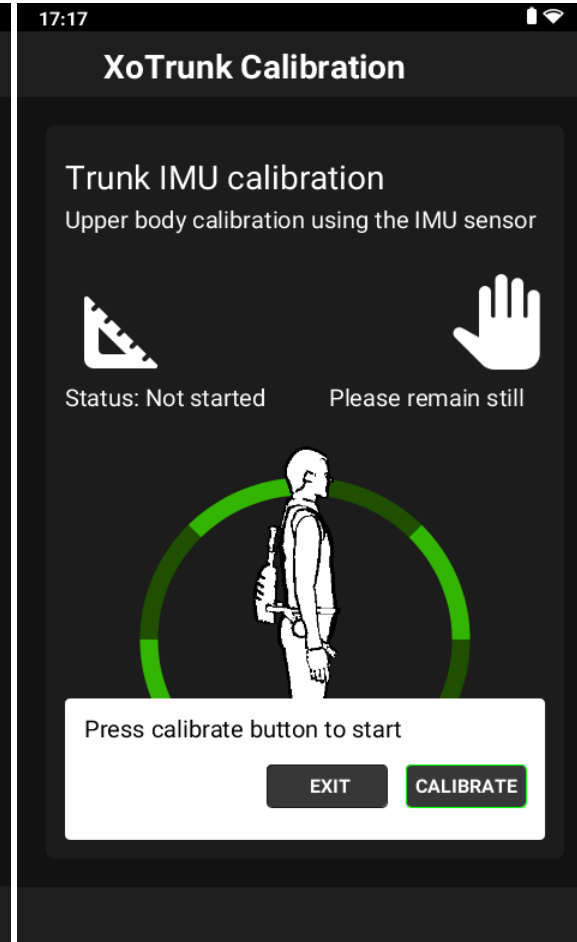 17:17
XoTrunk Calibration
Trunk IMU calibration
Upper body calibration using the IMU sensor
Status: Not started
Please remain still
Press calibrate button to start
EXIT
CALIBRATE